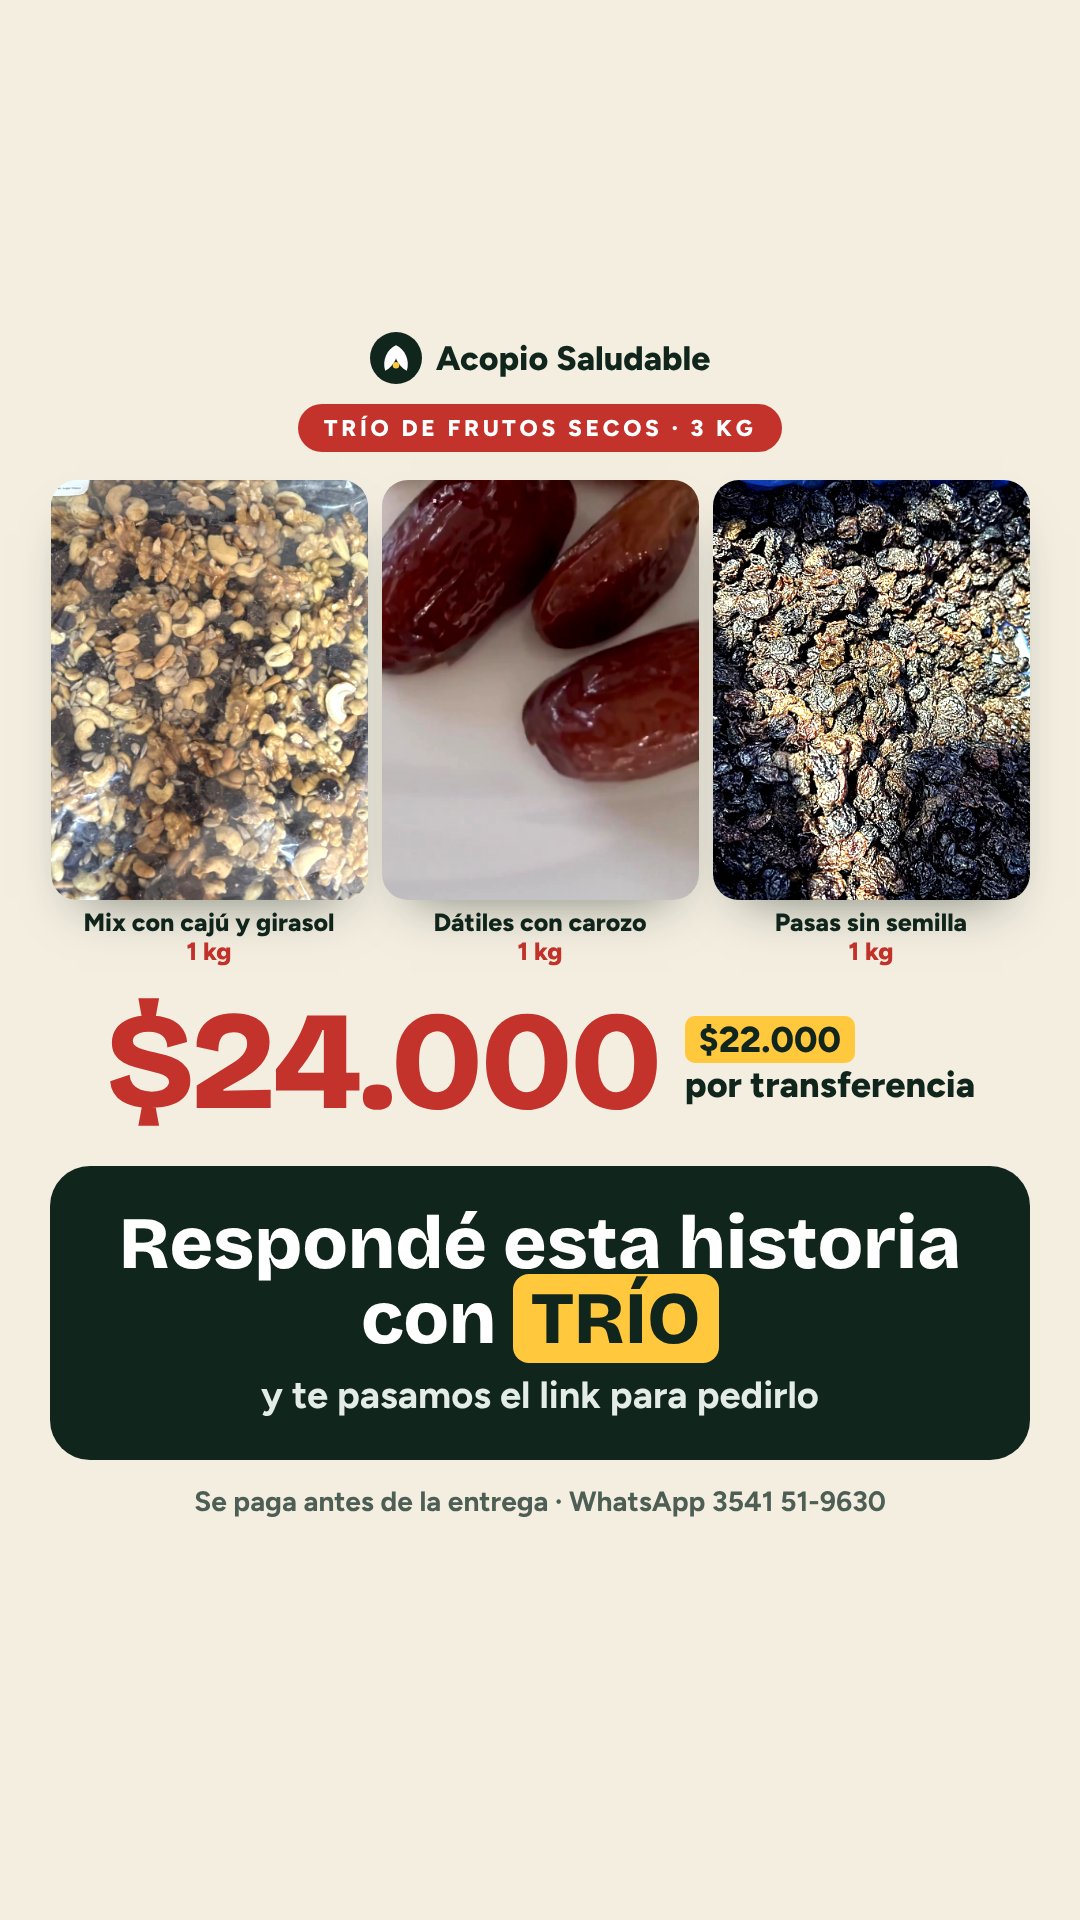 Acopio Saludable
TRÍO DE FRUTOS SECOS · 3 KG
Mix con cajú y girasol
1 kg
Dátiles con carozo
1 kg
Pasas sin semilla
1 kg
$24.000
$22.000
por transferencia
Respondé esta historia
con TRÍO
y te pasamos el link para pedirlo
Se paga antes de la entrega · WhatsApp 3541 51-9630